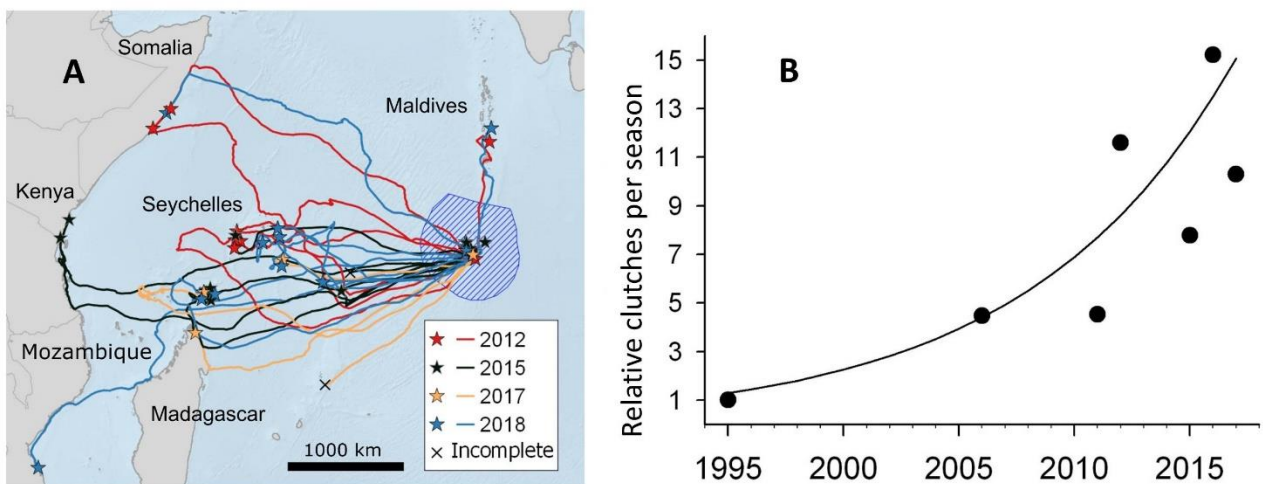 A
Somalia
Maldives
Kenya
Seychelles
Mozambique
Madagascar
2012
2015
2017
2018
Incomplete
1000 km
B
Relative clutches per season
15
13
11
9
7
5
3
1
1995 2000 2005 2010 2015